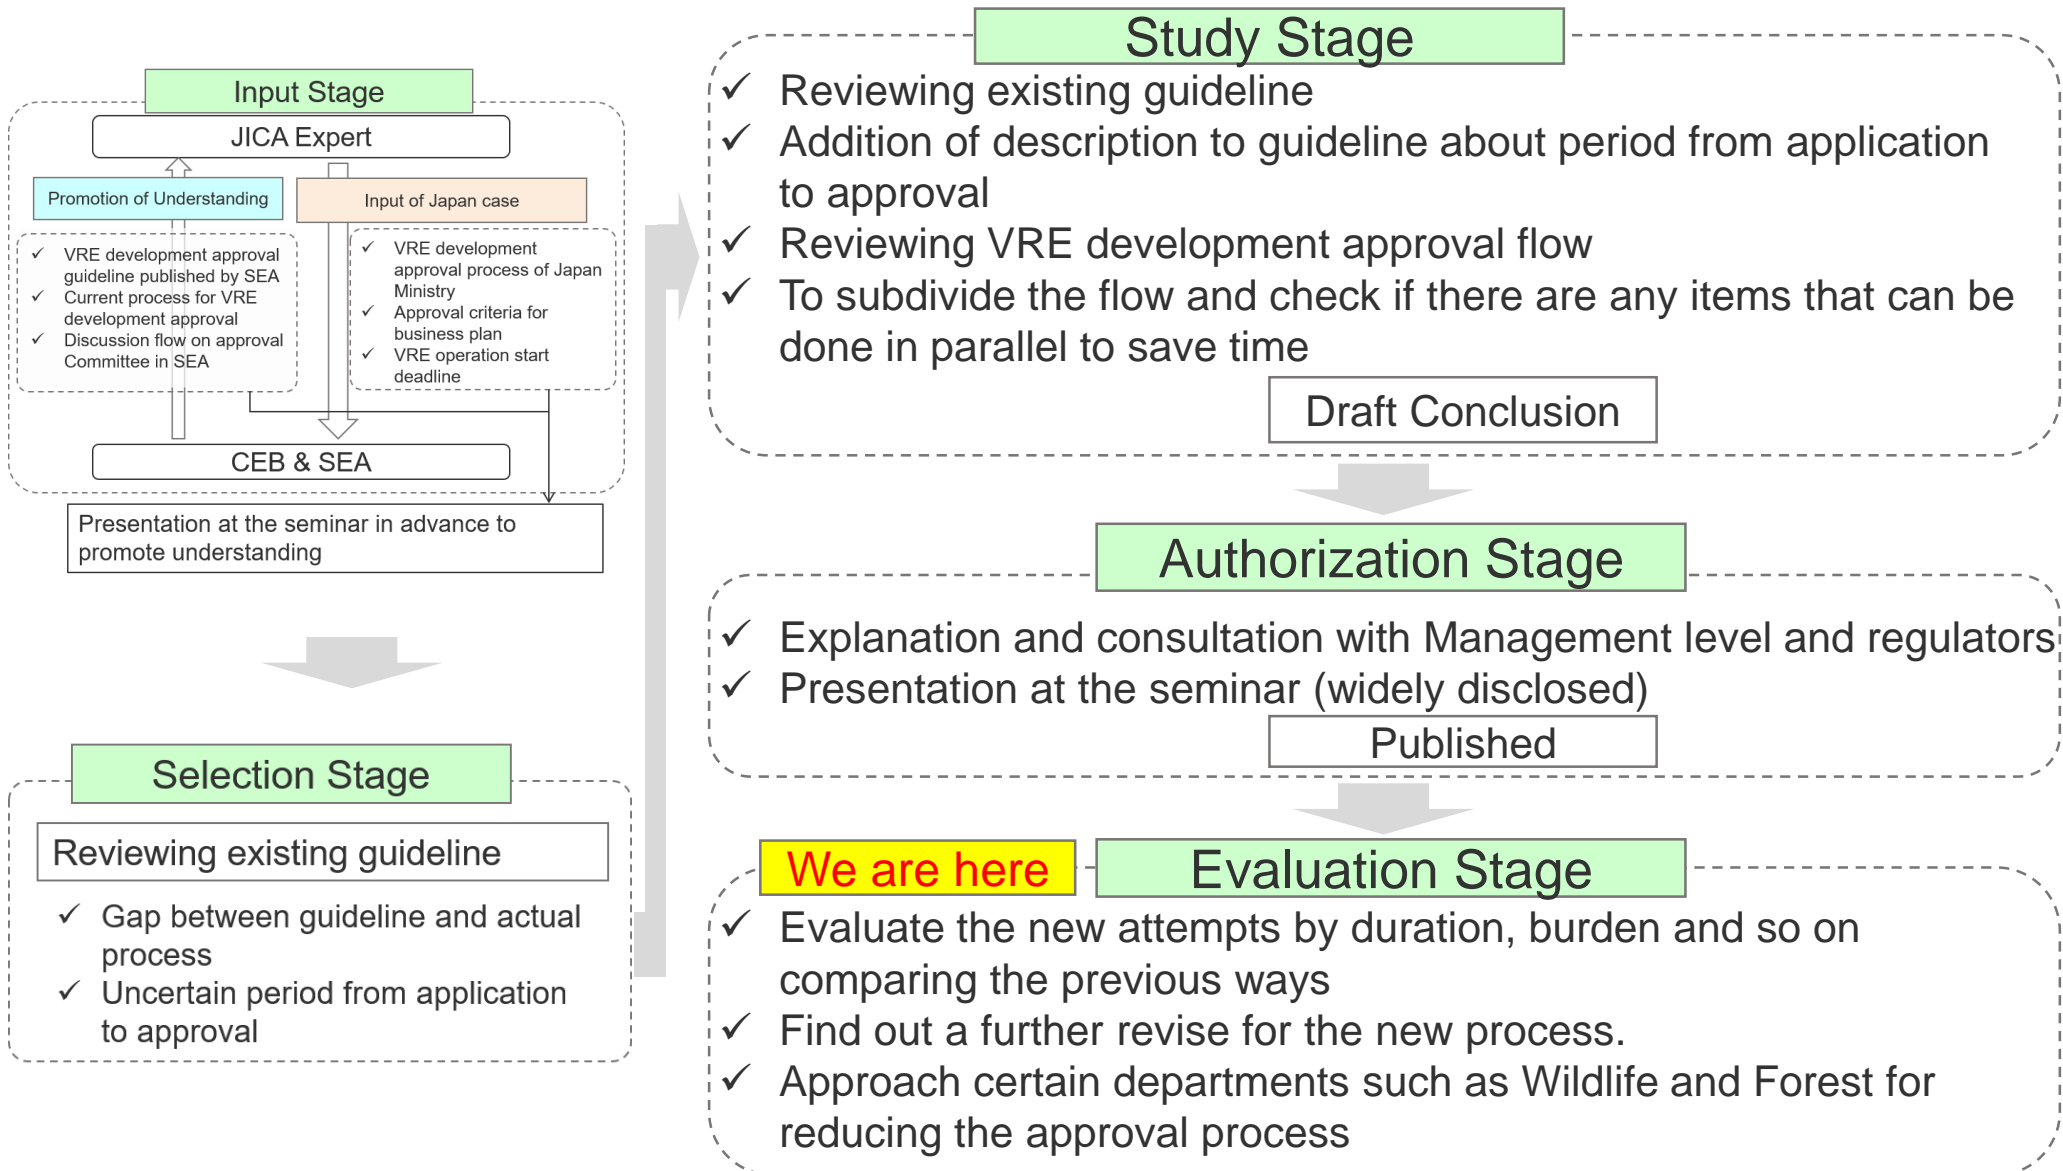 Input Stage
JICA Expert
Promotion of Understanding
Input of Japan case
✓ VRE development approval
guideline published by SEA
✓ Current process for VRE
development approval
✓ Discussion flow on approval
Committee in SEA
✓ VRE development
approval process of Japan
Ministry
✓ Approval criteria for
business plan
✓ VRE operation start
deadline
CEB & SEA
Presentation at the seminar in advance to
promote understanding
Selection Stage
Reviewing existing guideline
✓ Gap between guideline and actual
process
✓ Uncertain period from application
to approval
Study Stage
✓ Reviewing existing guideline
✓ Addition of description to guideline about period from application
to approval
✓ Reviewing VRE development approval flow
✓ To subdivide the flow and check if there are any items that can be
done in parallel to save time
Draft Conclusion
Authorization Stage
✓ Explanation and consultation with Management level and regulators
✓ Presentation at the seminar (widely disclosed)
Published
We are here
Evaluation Stage
✓ Evaluate the new attempts by duration, burden and so on
comparing the previous ways
✓ Find out a further revise for the new process.
✓ Approach certain departments such as Wildlife and Forest for
reducing the approval process